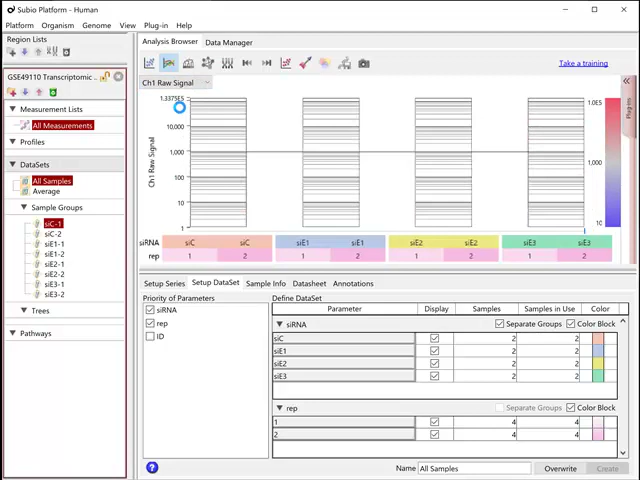 Subio Platform - Human
Platform Organism Genome View Plug-in Help
Region Lists
Analysis Browser Data Manager
GSE49110 Transcriptomic ..
Take a training
Measurement Lists
All Measurements
Profiles
DataSets
All Samples
Average
Sample Groups
siC-1
siC-2
siE1-1
siE1-2
siE2-1
siE2-2
siE3-1
siE3-2
Trees
Pathways
Ch1 Raw Signal
Ch1 Raw Signal
1.3375E5
10,000
1,000
100
10
1
1.0E5
1,000
10
Plug-ins
siRNA siC siC siE1 siE1 siE2 siE2 siE3 siE3
rep 1 2 1 2 1 2 1 2
Setup Series Setup DataSet Sample Info Datasheet Annotations
Priority of Parameters
siRNA
rep
ID
Define DataSet
Parameter Display Samples Samples in Use Color
siRNA Separate Groups Color Block
siC 2 2
siE1 2 2
siE2 2 2
siE3 2 2
rep Separate Groups Color Block
1 4 4
2 4 4
?
Name All Samples Overwrite Create